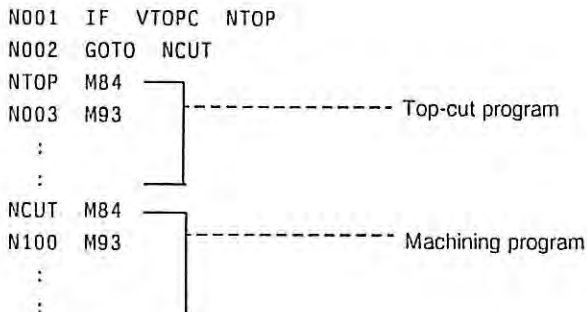 N001 IF VTOPC NTOP
N002 GOTO NCUT
NTOP M84
N003 M93 Top-cut program
:
:
NCUT M84
N100 M93 Machining program
:
: